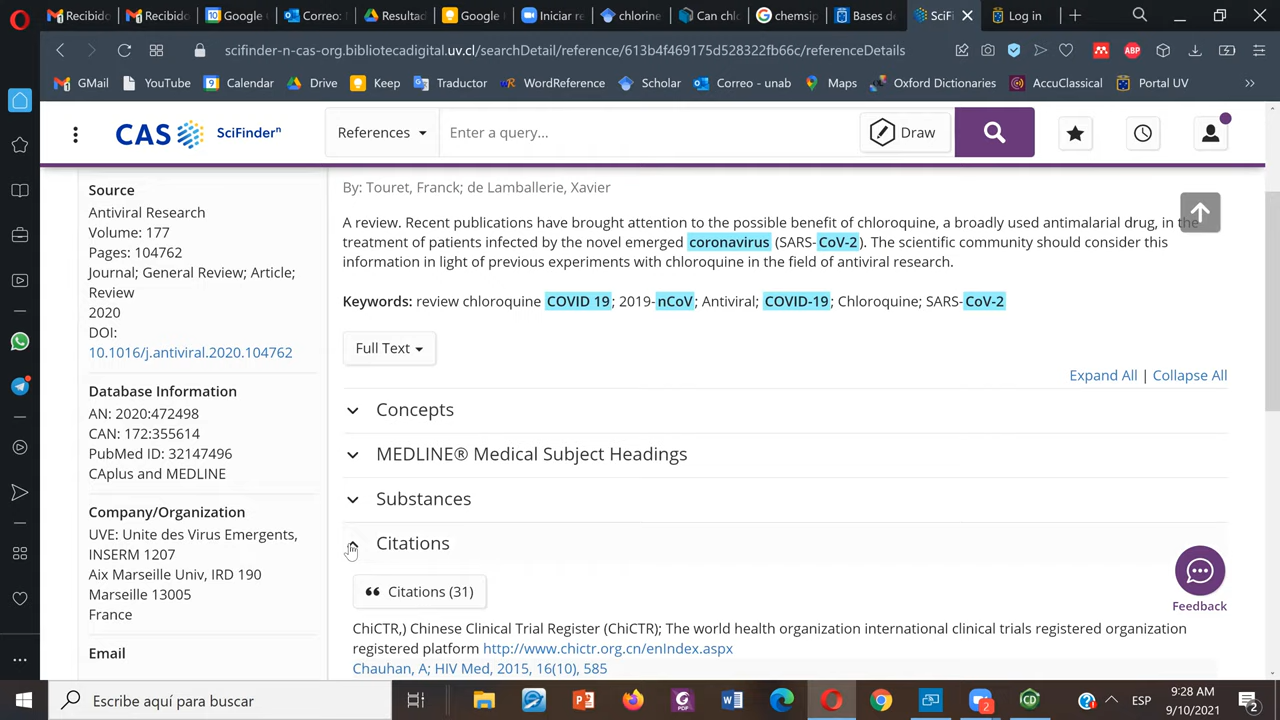 Recibido
Recibido
Google
Correo:
Resultad
Google
Iniciar re
chlorine
Can chlo
chemsip
Bases de
SciFi
Log in
scifinder-n-cas-org.bibliotecadigital.uv.cl/searchDetail/reference/613b4f469175d528322fb66c/referenceDetails
ABP
GMail
YouTube
9
Calendar
Drive
Keep
Traductor
WordReference
Scholar
Correo - unab
Maps
Oxford Dictionaries
AccuClassical
Portal UV
CAS SciFinderⁿ
References
Enter a query...
Draw
Source
Antiviral Research
Volume: 177
Pages: 104762
Journal; General Review; Article;
Review
2020
DOI:
10.1016/j.antiviral.2020.104762
Database Information
AN: 2020:472498
CAN: 172:355614
PubMed ID: 32147496
CAplus and MEDLINE
Company/Organization
UVE: Unite des Virus Emergents,
INSERM 1207
Aix Marseille Univ, IRD 190
Marseille 13005
France
Email
By: Touret, Franck; de Lamballerie, Xavier
A review. Recent publications have brought attention to the possible benefit of chloroquine, a broadly used antimalarial drug, in the
treatment of patients infected by the novel emerged coronavirus (SARS-CoV-2). The scientific community should consider this
information in light of previous experiments with chloroquine in the field of antiviral research.
Keywords: review chloroquine COVID 19; 2019-nCoV; Antiviral; COVID-19; Chloroquine; SARS-CoV-2
Full Text
Expand All | Collapse All
Concepts
MEDLINE® Medical Subject Headings
Substances
Citations
Citations (31)
ChiCTR,) Chinese Clinical Trial Register (ChiCTR); The world health organization international clinical trials registered organization
registered platform http://www.chictr.org.cn/enIndex.aspx
Chauhan, A; HIV Med, 2015, 16(10), 585
Feedback
Escribe aquí para buscar
2
ESP
9:28 AM
9/10/2021
2